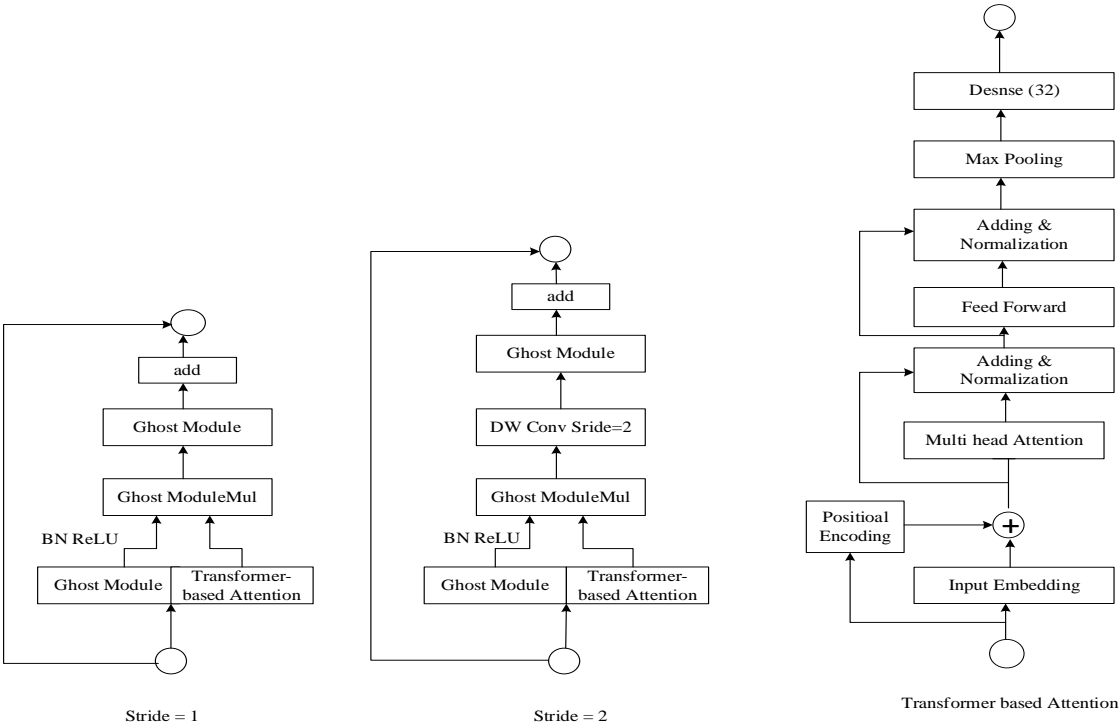 add
Ghost Module
Ghost ModuleMul
BN ReLU
Ghost Module
Transformer-
based Attention
Stride = 1
add
Ghost Module
DW Conv Sride=2
Ghost ModuleMul
BN ReLU
Ghost Module
Transformer-
based Attention
Stride = 2
Desnse (32)
Max Pooling
Adding &
Normalization
Feed Forward
Adding &
Normalization
Multi head Attention
Positioal
Encoding
+
Input Embedding
Transformer based Attention